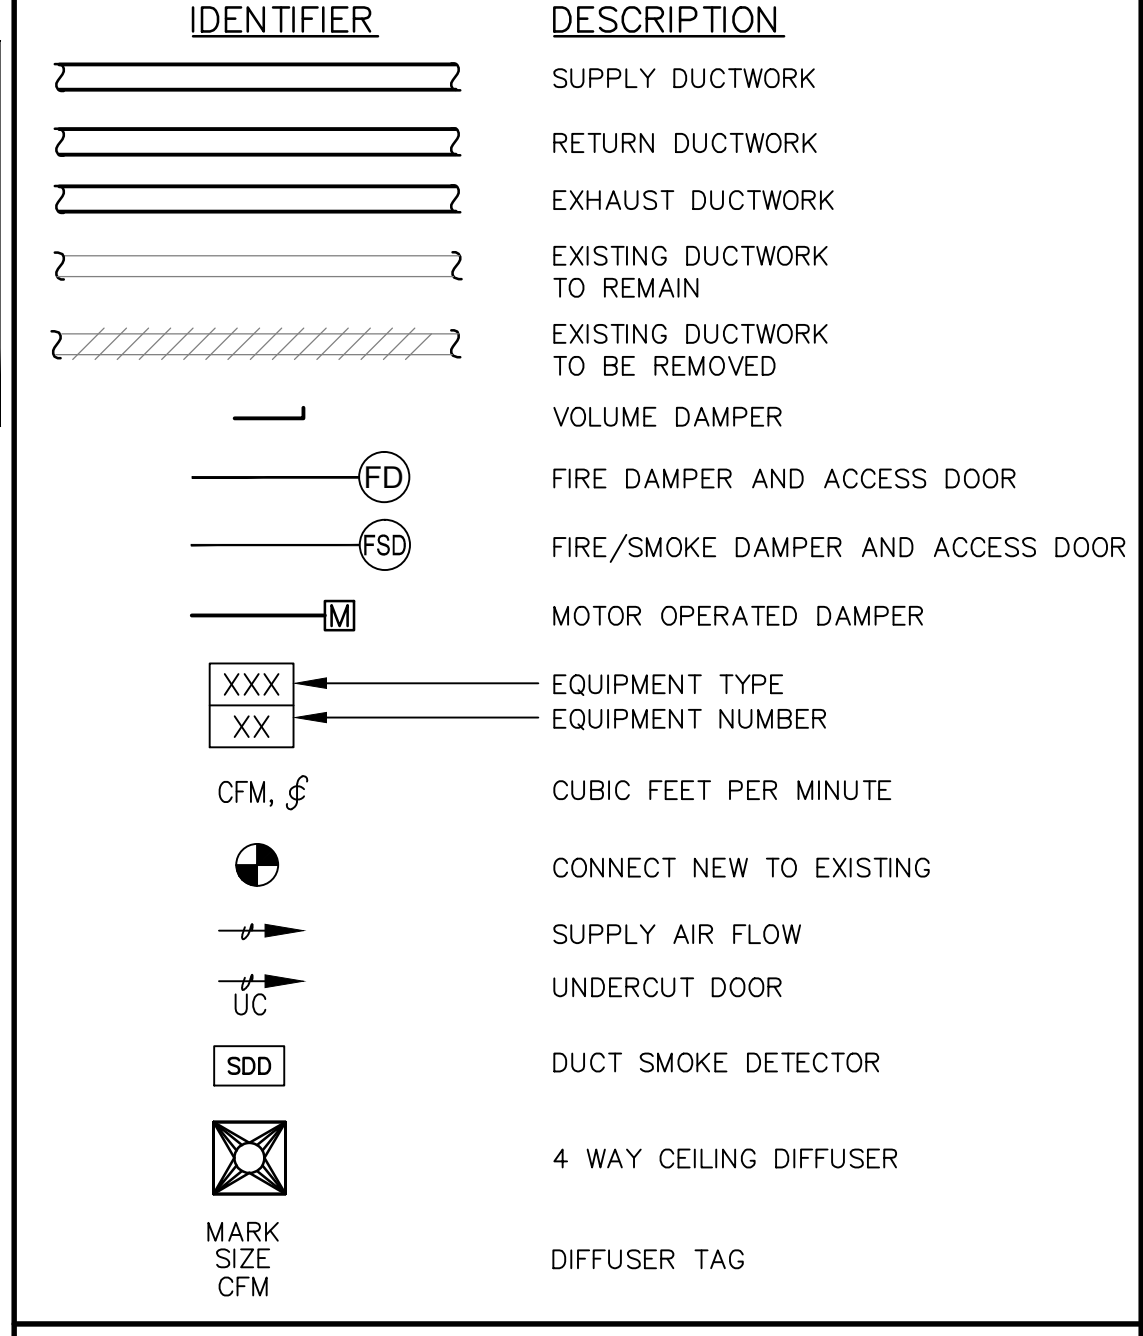 IDENTIFIER DESCRIPTION
SUPPLY DUCTWORK
RETURN DUCTWORK
EXHAUST DUCTWORK
EXISTING DUCTWORK
TO REMAIN
EXISTING DUCTWORK
TO BE REMOVED
VOLUME DAMPER
FD FIRE DAMPER AND ACCESS DOOR
FSD FIRE/SMOKE DAMPER AND ACCESS DOOR
M MOTOR OPERATED DAMPER
XXX EQUIPMENT TYPE
XX EQUIPMENT NUMBER
CFM, ⨍ CUBIC FEET PER MINUTE
CONNECT NEW TO EXISTING
SUPPLY AIR FLOW
UC UNDERCUT DOOR
SDD DUCT SMOKE DETECTOR
4 WAY CEILING DIFFUSER
MARK
SIZE DIFFUSER TAG
CFM